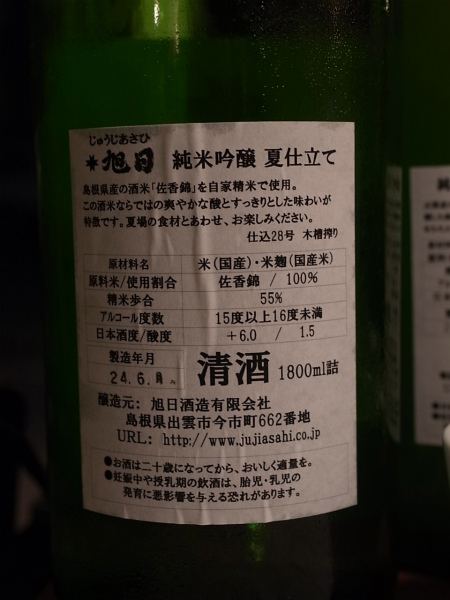 じゅうじあさひ
旭日 純米吟醸 夏仕立て
島根県産の酒米「佐香錦」を自家精米で使用。
この酒米ならではの爽やかな酸とすっきりとした味わいが
特徴です。夏場の食材とあわせ、お楽しみください。
仕込28号 木槽搾り
原材料名 米(国産)・米麹(国産米)
原料米/使用割合 佐香錦 / 100%
精米歩合 55%
アルコール度数 15度以上16度未満
日本酒度/酸度 +6.0 / 1.5
製造年月
24.6.
清酒 1800ml詰
醸造元: 旭日酒造有限会社
島根県出雲市今市町662番地
URL: http://www.jujiasahi.co.jp
●お酒は二十歳になってから、おいしく適量を。
●妊娠中や授乳期の飲酒は、胎児・乳児の
発育に悪影響を与える恐れがあります。